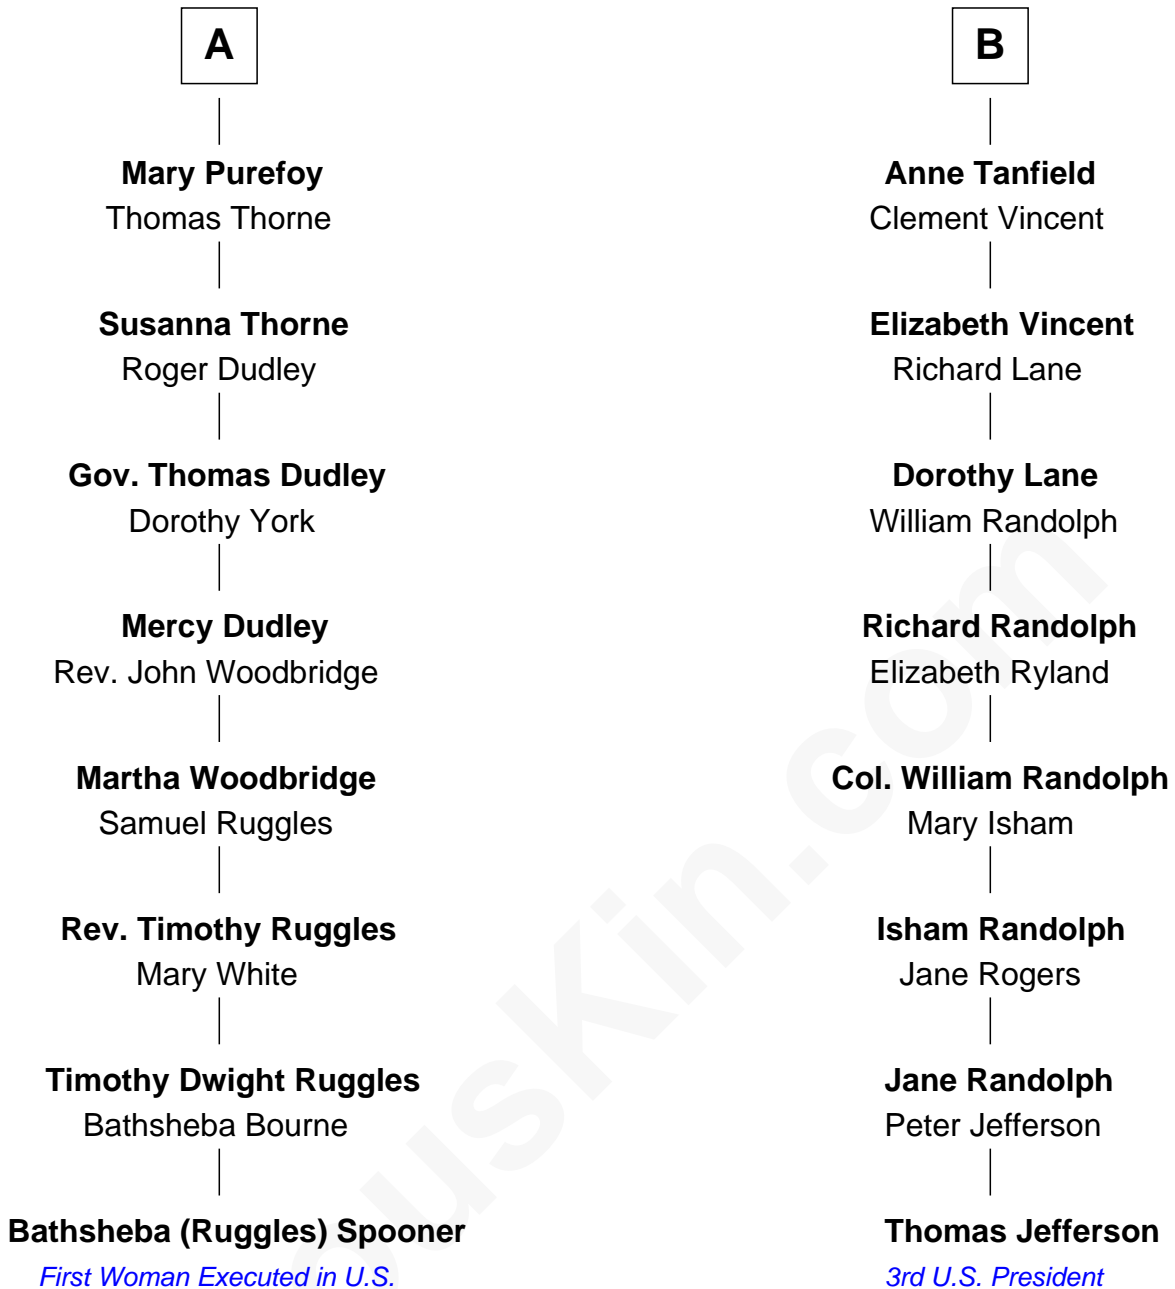 A
Mary Purefoy
Thomas Thorne
Susanna Thorne
Roger Dudley
Gov. Thomas Dudley
Dorothy York
Mercy Dudley
Rev. John Woodbridge
Martha Woodbridge
Samuel Ruggles
Rev. Timothy Ruggles
Mary White
Timothy Dwight Ruggles
Bathsheba Bourne
Bathsheba (Ruggles) Spooner
First Woman Executed in U.S.
B
Anne Tanfield
Clement Vincent
Elizabeth Vincent
Richard Lane
Dorothy Lane
William Randolph
Richard Randolph
Elizabeth Ryland
Col. William Randolph
Mary Isham
Isham Randolph
Jane Rogers
Jane Randolph
Peter Jefferson
Thomas Jefferson
3rd U.S. President
ousKin.com